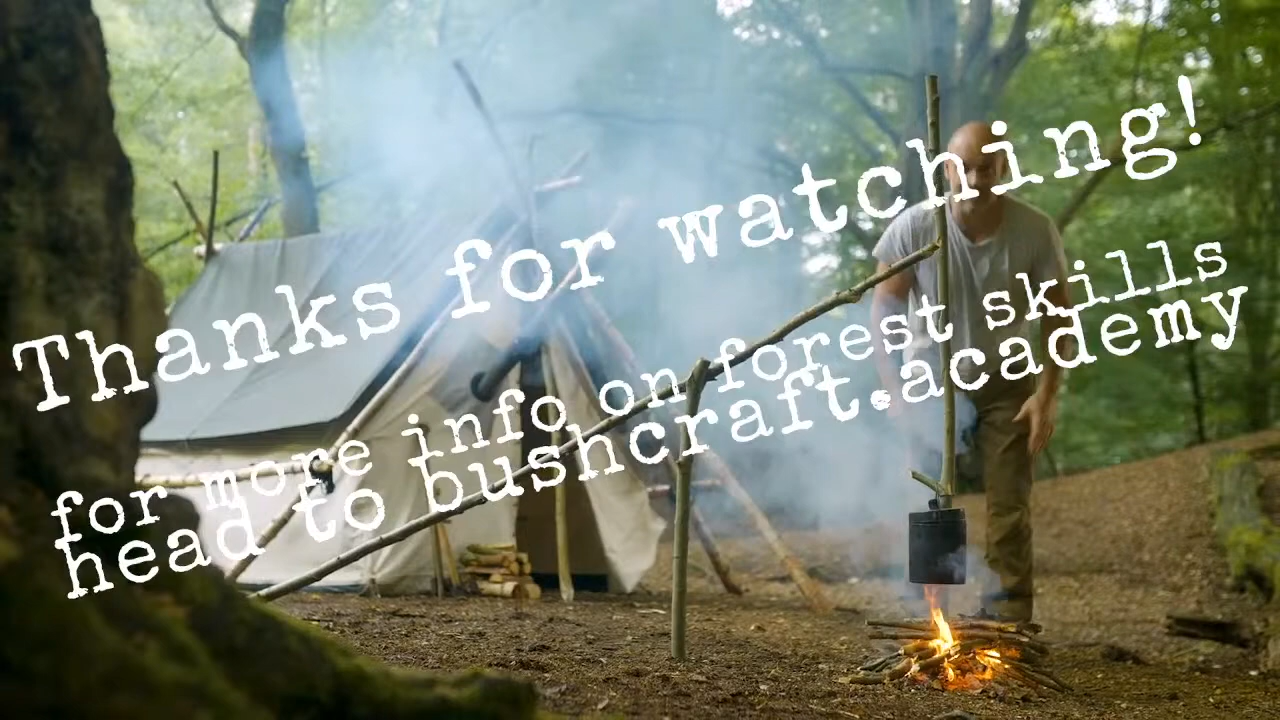 Thanks for watching!
for more info on forest skills
head to bushcraft.academy